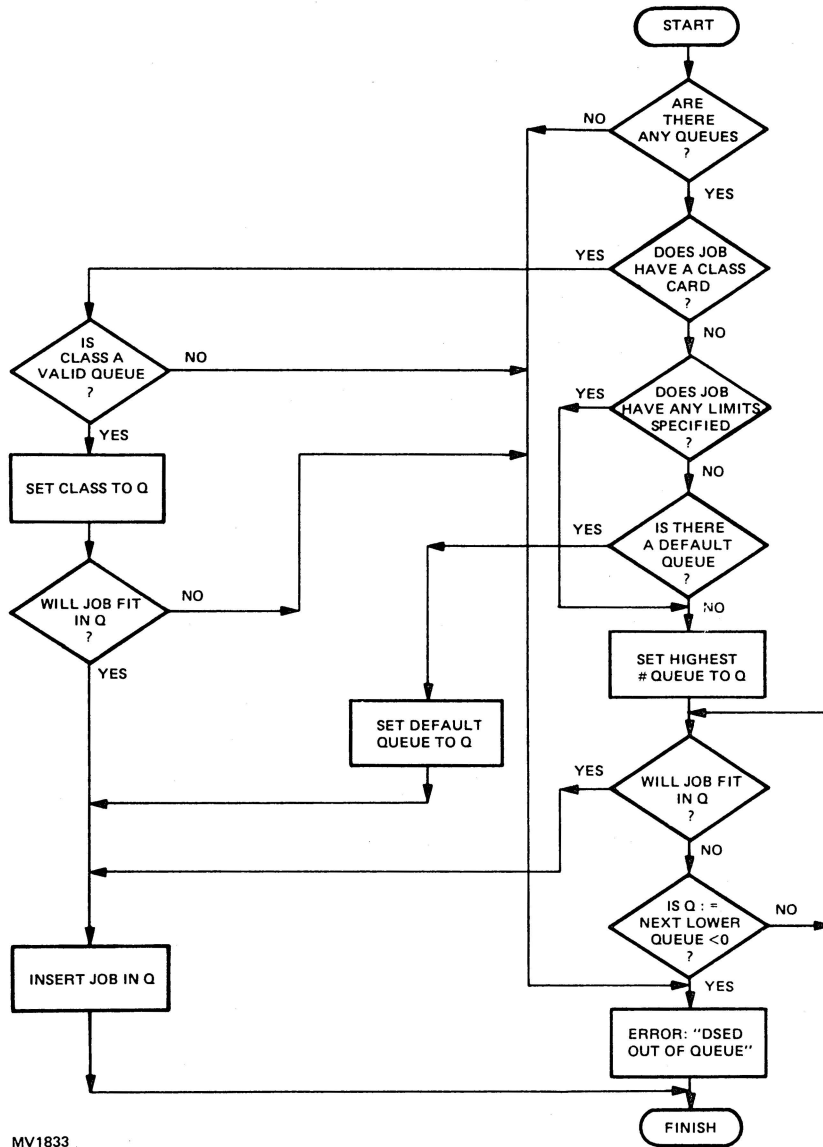 START
ARE
THERE
ANY QUEUES
?
NO
YES
DOES JOB
HAVE A CLASS
CARD
?
YES
NO
IS
CLASS A
VALID QUEUE
?
NO
YES
DOES JOB
HAVE ANY LIMITS
SPECIFIED
?
YES
NO
SET CLASS TO Q
IS THERE
A DEFAULT
QUEUE
?
YES
NO
WILL JOB FIT
IN Q
?
NO
YES
SET HIGHEST
# QUEUE TO Q
SET DEFAULT
QUEUE TO Q
WILL JOB FIT
IN Q
?
YES
NO
IS Q : =
NEXT LOWER
QUEUE <0
?
NO
YES
INSERT JOB IN Q
ERROR: "DSED
OUT OF QUEUE"
FINISH
MV1833